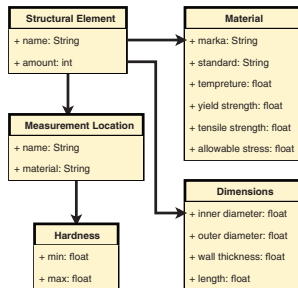 Structural Element
+ name: String
+ amount: int
Material
+ marka: String
+ standard: String
+ tempreture: float
+ yield strength: float
+ tensile strength: float
+ allowable stress: float
Measurement Location
+ name: String
+ material: String
Hardness
+ min: float
+ max: float
Dimensions
+ inner diameter: float
+ outer diameter: float
+ wall thickness: float
+ length: float